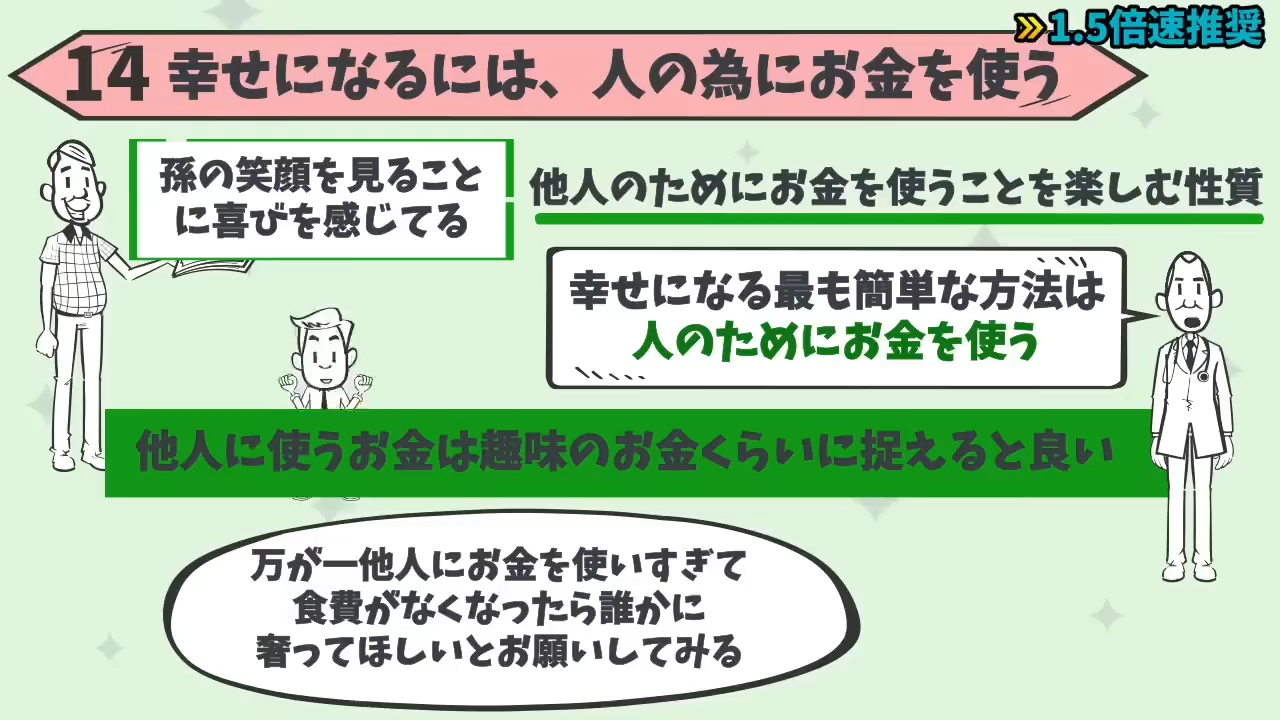 1.5倍速推奨
14 幸せになるには、人の為にお金を使う
孫の笑顔を見ること
に喜びを感じてる
他人のためにお金を使うことを楽しむ性質
幸せになる最も簡単な方法は
人のためにお金を使う
他人に使うお金は趣味のお金くらいに捉えると良い
万が一他人にお金を使いすぎて
食費がなくなったら誰かに
奢ってほしいとお願いしてみる